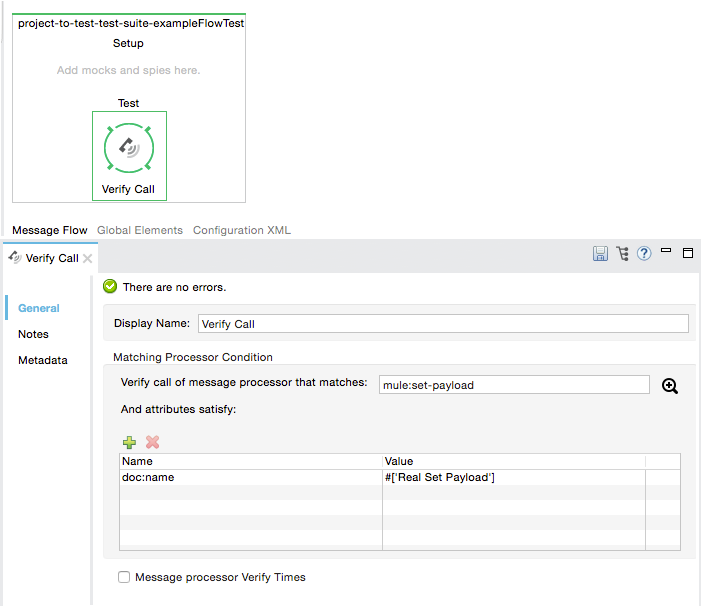 project-to-test-test-suite-exampleFlowTest
Setup
Add mocks and spies here.
Test
Verify Call
Message Flow Global Elements Configuration XML
Verify Call
There are no errors.
General
Notes
Metadata
Display Name: Verify Call
Matching Processor Condition
Verify call of message processor that matches: mule:set-payload
And attributes satisfy:
Name Value
doc:name #['Real Set Payload']
Message processor Verify Times